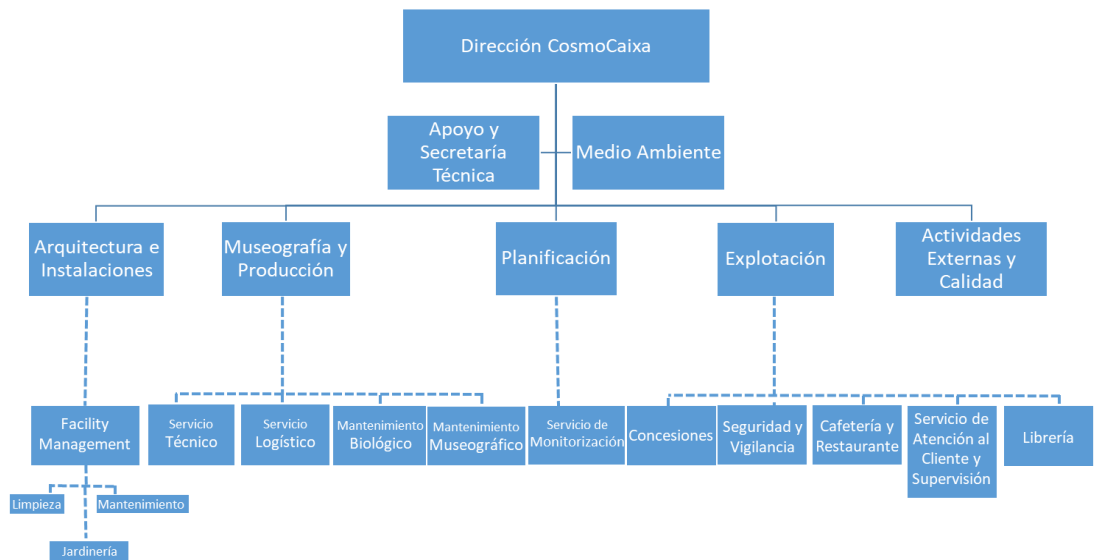 Dirección CosmoCaixa
Apoyo y
Secretaría
Técnica
Medio Ambiente
Arquitectura e
Instalaciones
Museografía y
Producción
Planificación
Explotación
Actividades
Externas y
Calidad
Facility
Management
Servicio
Técnico
Servicio
Logístico
Mantenimiento
Biológico
Mantenimiento
Museográfico
Servicio de
Monitorización
Concesiones
Seguridad y
Vigilancia
Cafetería y
Restaurante
Servicio de
Atención al
Cliente y
Supervisión
Librería
Limpieza
Mantenimiento
Jardinería